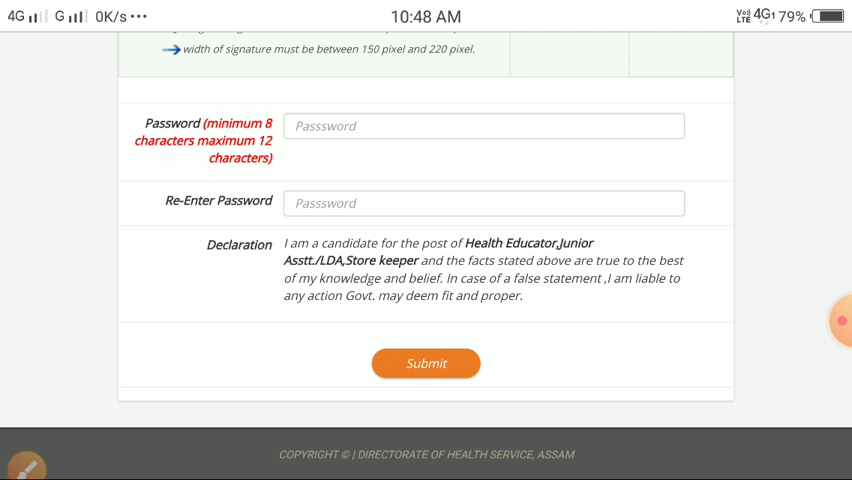 4G G 0K/s ••• 10:48 AM Vo)) LTE 4G1 79%
width of signature must be between 150 pixel and 220 pixel.
Password (minimum 8 Passsword
characters maximum 12
characters)
Re-Enter Password Passsword
Declaration I am a candidate for the post of Health Educator,Junior
Asstt./LDA,Store keeper and the facts stated above are true to the best
of my knowledge and belief. In case of a false statement ,I am liable to
any action Govt. may deem fit and proper.
Submit
COPYRIGHT © | DIRECTORATE OF HEALTH SERVICE, ASSAM